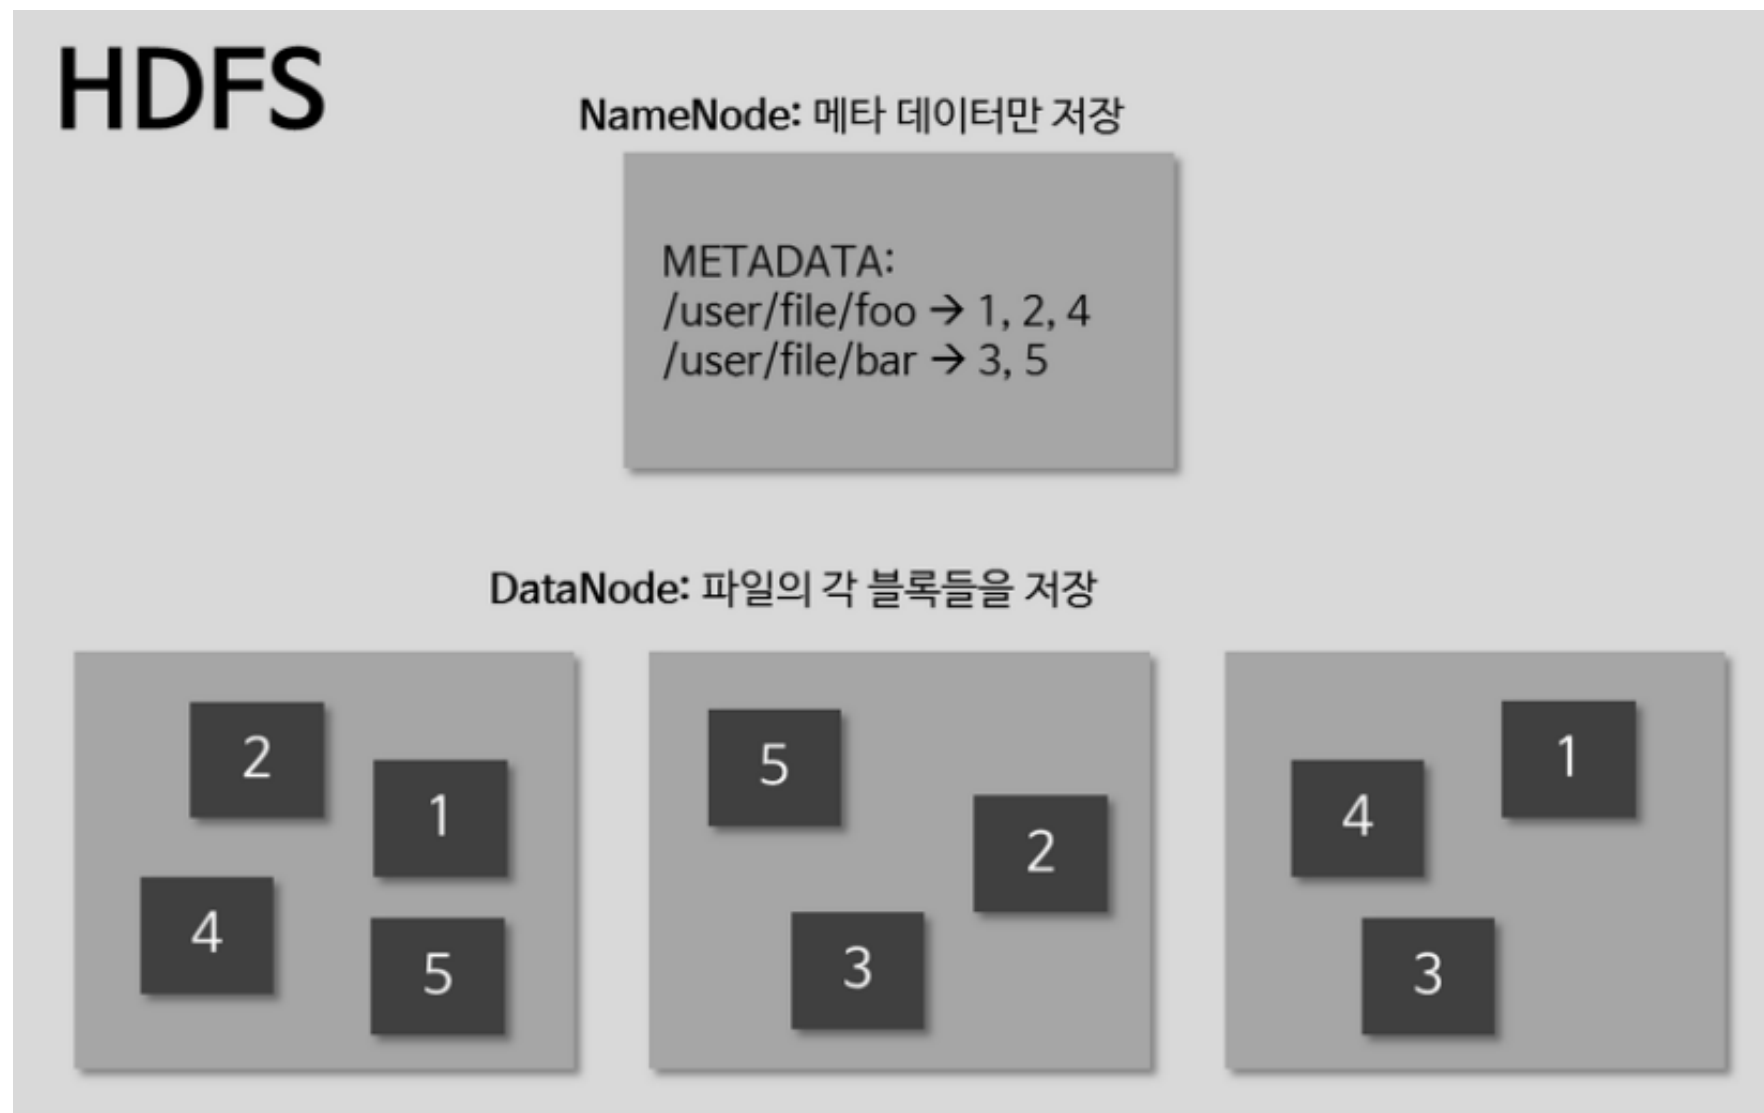 HDFS
NameNode: 메타 데이터만 저장
METADATA:
/user/file/foo → 1, 2, 4
/user/file/bar → 3, 5
DataNode: 파일의 각 블록들을 저장
2
1
4
5
5
2
3
1
4
3